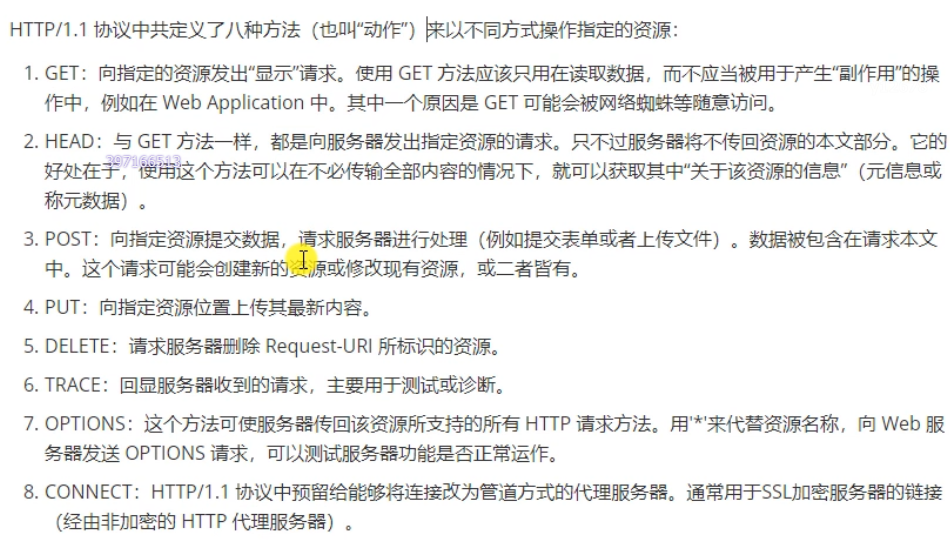 HTTP/1.1 协议中共定义了八种方法（也叫“动作”）来以不同方式操作指定的资源：
1. GET：向指定的资源发出“显示”请求。使用 GET 方法应该只用在读取数据，而不应当被用于产生“副作用”的操
作中，例如在 Web Application 中。其中一个原因是 GET 可能会被网络蜘蛛等随意访问。
2. HEAD：与 GET 方法一样，都是向服务器发出指定资源的请求。只不过服务器将不传回资源的本文部分。它的
397166513
好处在于，使用这个方法可以在不必传输全部内容的情况下，就可以获取其中“关于该资源的信息”（元信息或
称元数据）。
3. POST：向指定资源提交数据，请求服务器进行处理（例如提交表单或者上传文件）。数据被包含在请求本文
中。这个请求可能会创建新的资源或修改现有资源，或二者皆有。
4. PUT：向指定资源位置上传其最新内容。
5. DELETE：请求服务器删除 Request-URI 所标识的资源。
6. TRACE：回显服务器收到的请求，主要用于测试或诊断。
7. OPTIONS：这个方法可使服务器传回该资源所支持的所有 HTTP 请求方法。用'*'来代替资源名称，向 Web 服
务器发送 OPTIONS 请求，可以测试服务器功能是否正常运作。
8. CONNECT：HTTP/1.1 协议中预留给能够将连接改为管道方式的代理服务器。通常用于SSL加密服务器的链接
（经由非加密的 HTTP 代理服务器）。